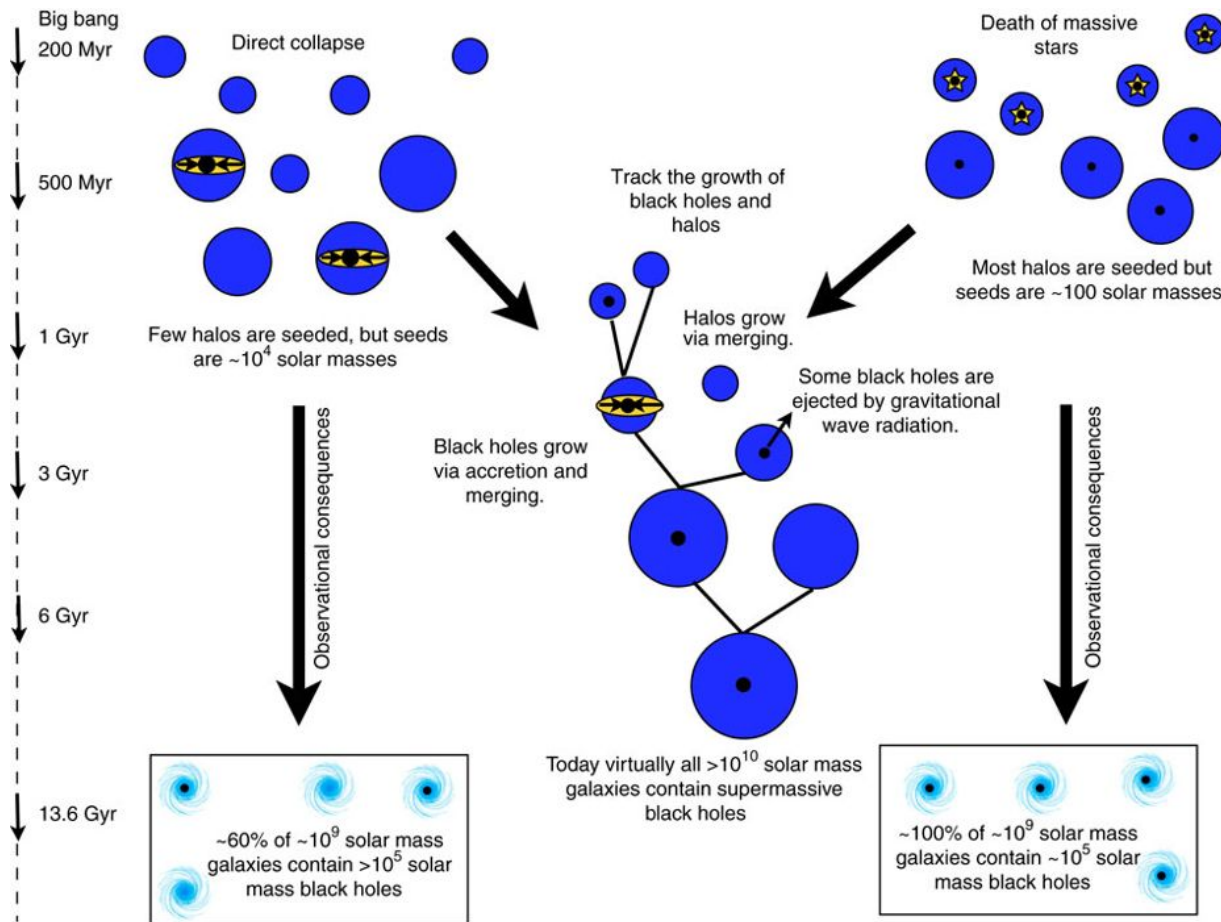 Big bang
200 Myr
500 Myr
1 Gyr
3 Gyr
6 Gyr
13.6 Gyr
Direct collapse
Few halos are seeded, but seeds
are ~10⁴ solar masses
Observational consequences
~60% of ~10⁹ solar mass
galaxies contain >10⁵ solar
mass black holes
Track the growth of
black holes and
halos
Halos grow
via merging.
Some black holes are
ejected by gravitational
wave radiation.
Black holes grow
via accretion and
merging.
Today virtually all >10¹⁰ solar mass
galaxies contain supermassive
black holes
Death of massive
stars
Most halos are seeded but
seeds are ~100 solar masses
Observational consequences
~100% of ~10⁹ solar mass
galaxies contain ~10⁵ solar
mass black holes